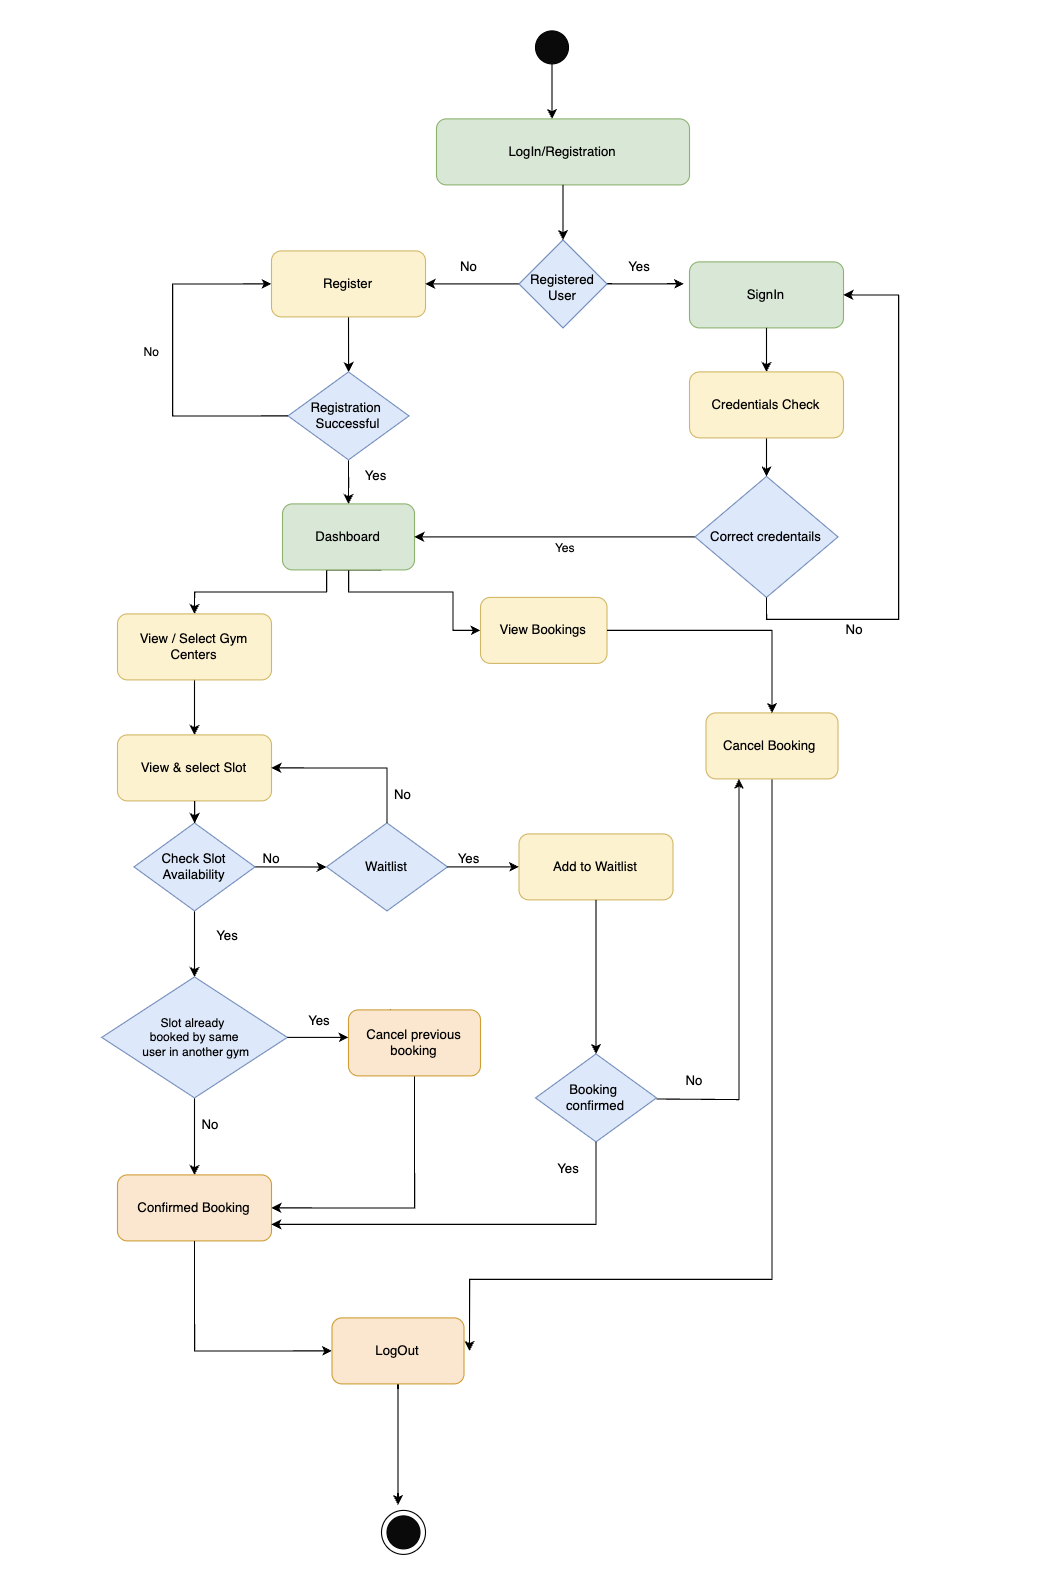 LogIn/Registration
No
Yes
Register
Registered
User
SignIn
No
Registration
Successful
Credentials Check
Yes
Dashboard
Correct credentails
Yes
View / Select Gym
Centers
View Bookings
No
View & select Slot
Cancel Booking
No
Check Slot
Availability
No
Waitlist
Yes
Add to Waitlist
Yes
Slot already
booked by same
user in another gym
Yes
Cancel previous
booking
No
Booking
confirmed
No
Yes
Confirmed Booking
LogOut